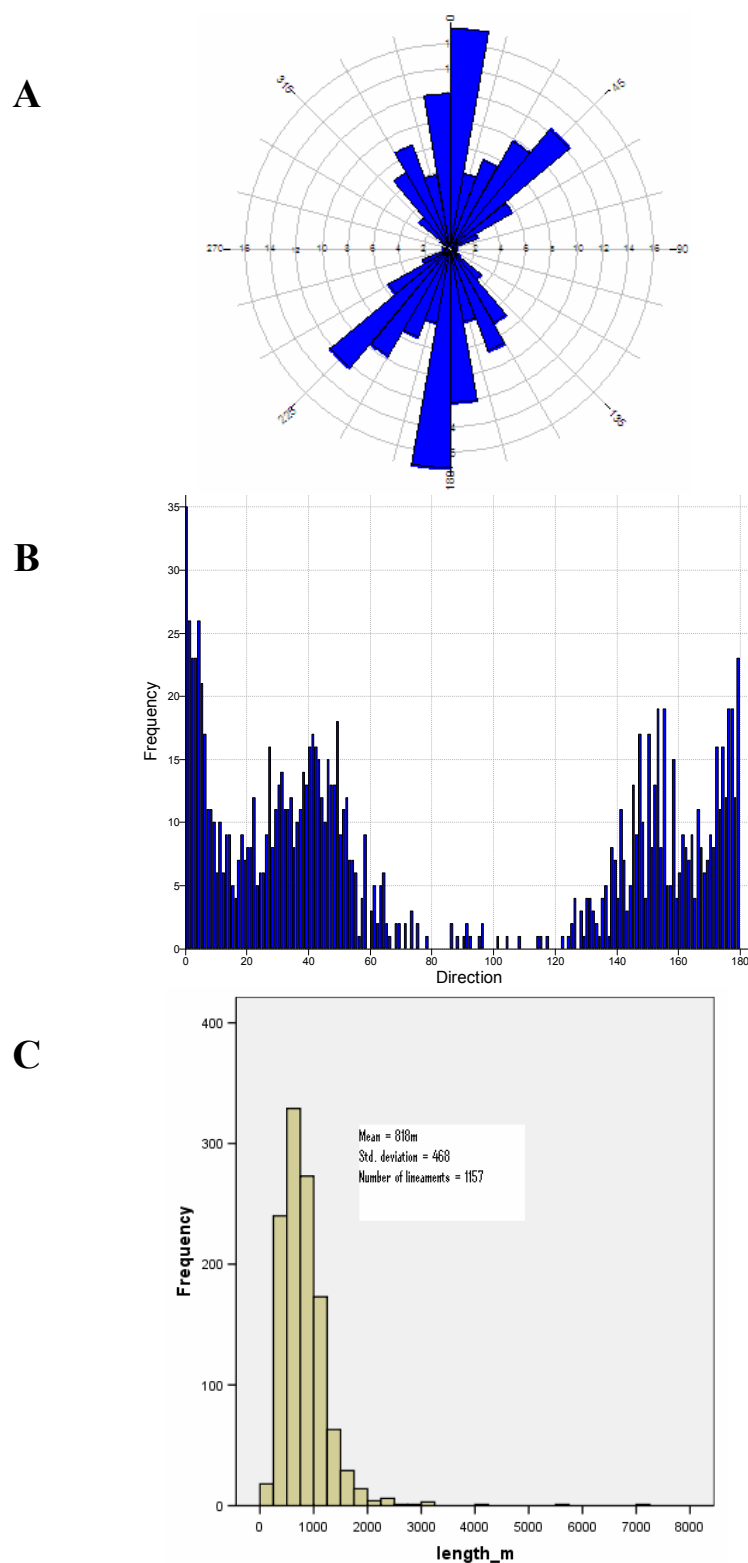 A
0
45
315
270 16 14 12 10 8 6 4 2 2 4 6 8 10 12 14 16 90
225
135
180
B
35
30
25
20
15
10
5
0
Frequency
0 20 40 60 80 100 120 140 160 180
Direction
C
400
300
200
100
0
Frequency
Mean = 818m
Std. deviation = 468
Number of lineaments = 1157
0 1000 2000 3000 4000 5000 6000 7000 8000
length_m